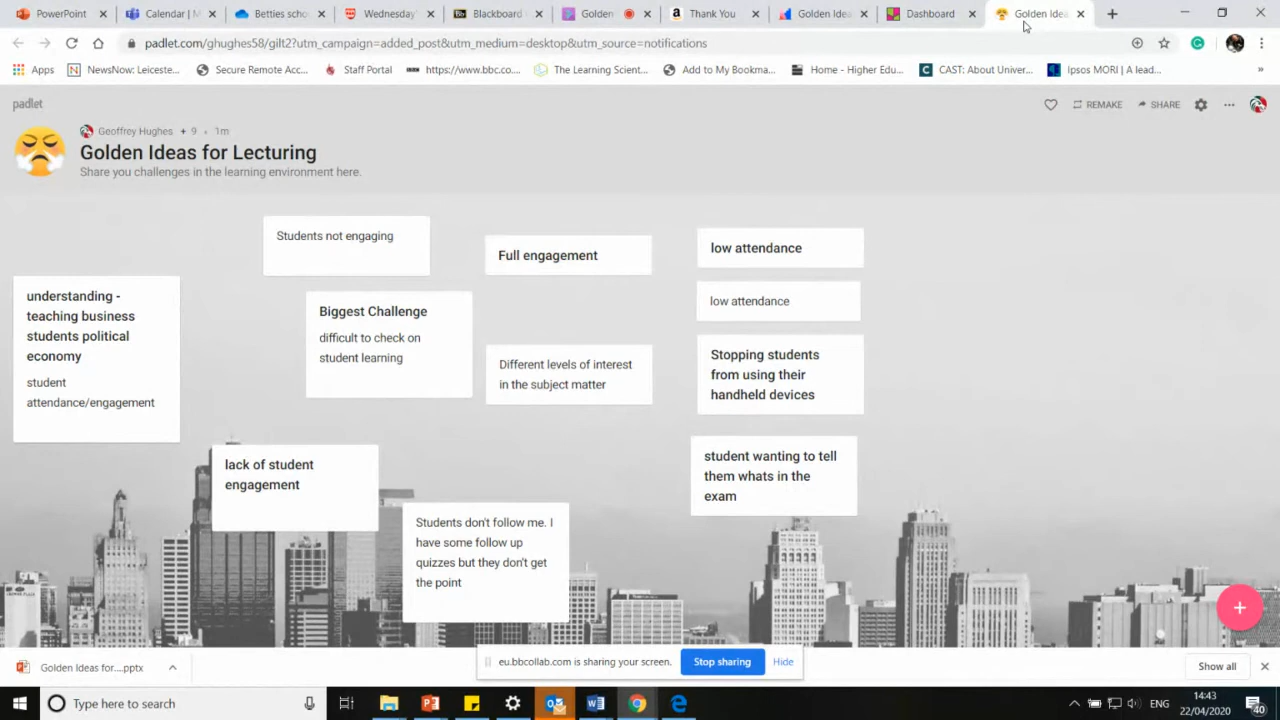 PowerPoint
Calendar | M
Betties scho
Wednesday
Blackboard
Golden
Thank You
Golden Idea
Dashboard
Golden Idea
padlet.com/ghughes58/gilt2?utm_campaign=added_post&utm_medium=desktop&utm_source=notifications
Apps
NewsNow: Leiceste...
Secure Remote Acc...
Staff Portal
https://www.bbc.co....
The Learning Scient...
Add to My Bookma...
Home - Higher Edu...
CAST: About Univer...
Ipsos MORI | A lead...
padlet
REMAKE
SHARE
Geoffrey Hughes + 9 • 1m
Golden Ideas for Lecturing
Share you challenges in the learning environment here.
Students not engaging
Full engagement
low attendance
understanding -
teaching business
students political
economy
student
attendance/engagement
Biggest Challenge
difficult to check on
student learning
low attendance
Different levels of interest
in the subject matter
Stopping students
from using their
handheld devices
lack of student
engagement
student wanting to tell
them whats in the
exam
Students don't follow me. I
have some follow up
quizzes but they don't get
the point
eu.bbcollab.com is sharing your screen.
Stop sharing
Hide
Golden Ideas for....pptx
Show all
Type here to search
ENG
14:43
22/04/2020
40